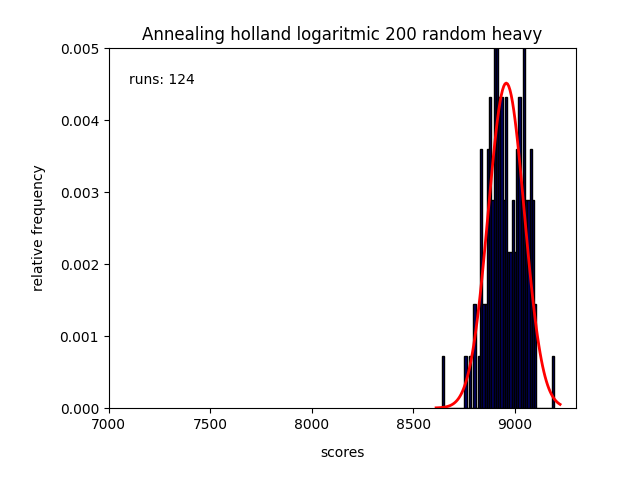 Annealing holland logaritmic 200 random heavy
runs: 124
relative frequency
0.005
0.004
0.003
0.002
0.001
0.000
7000 7500 8000 8500 9000
scores